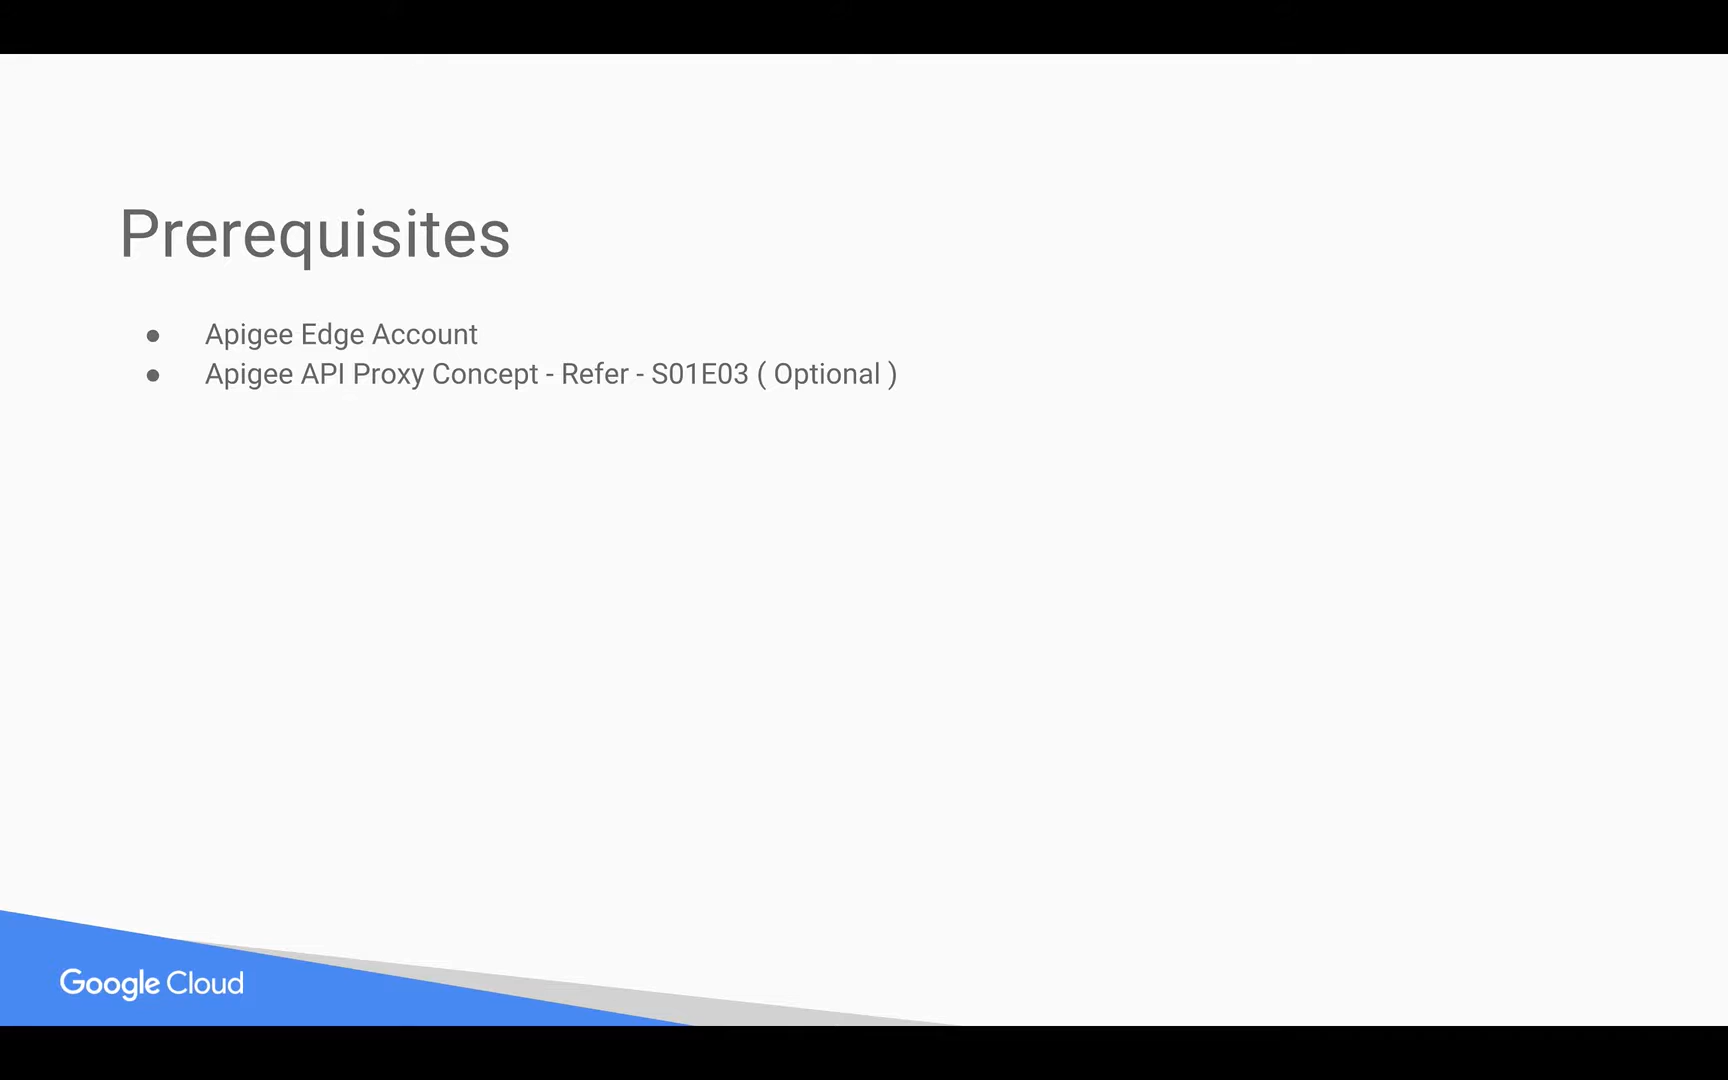 Prerequisites
● Apigee Edge Account
● Apigee API Proxy Concept - Refer - S01E03 ( Optional )
Google Cloud